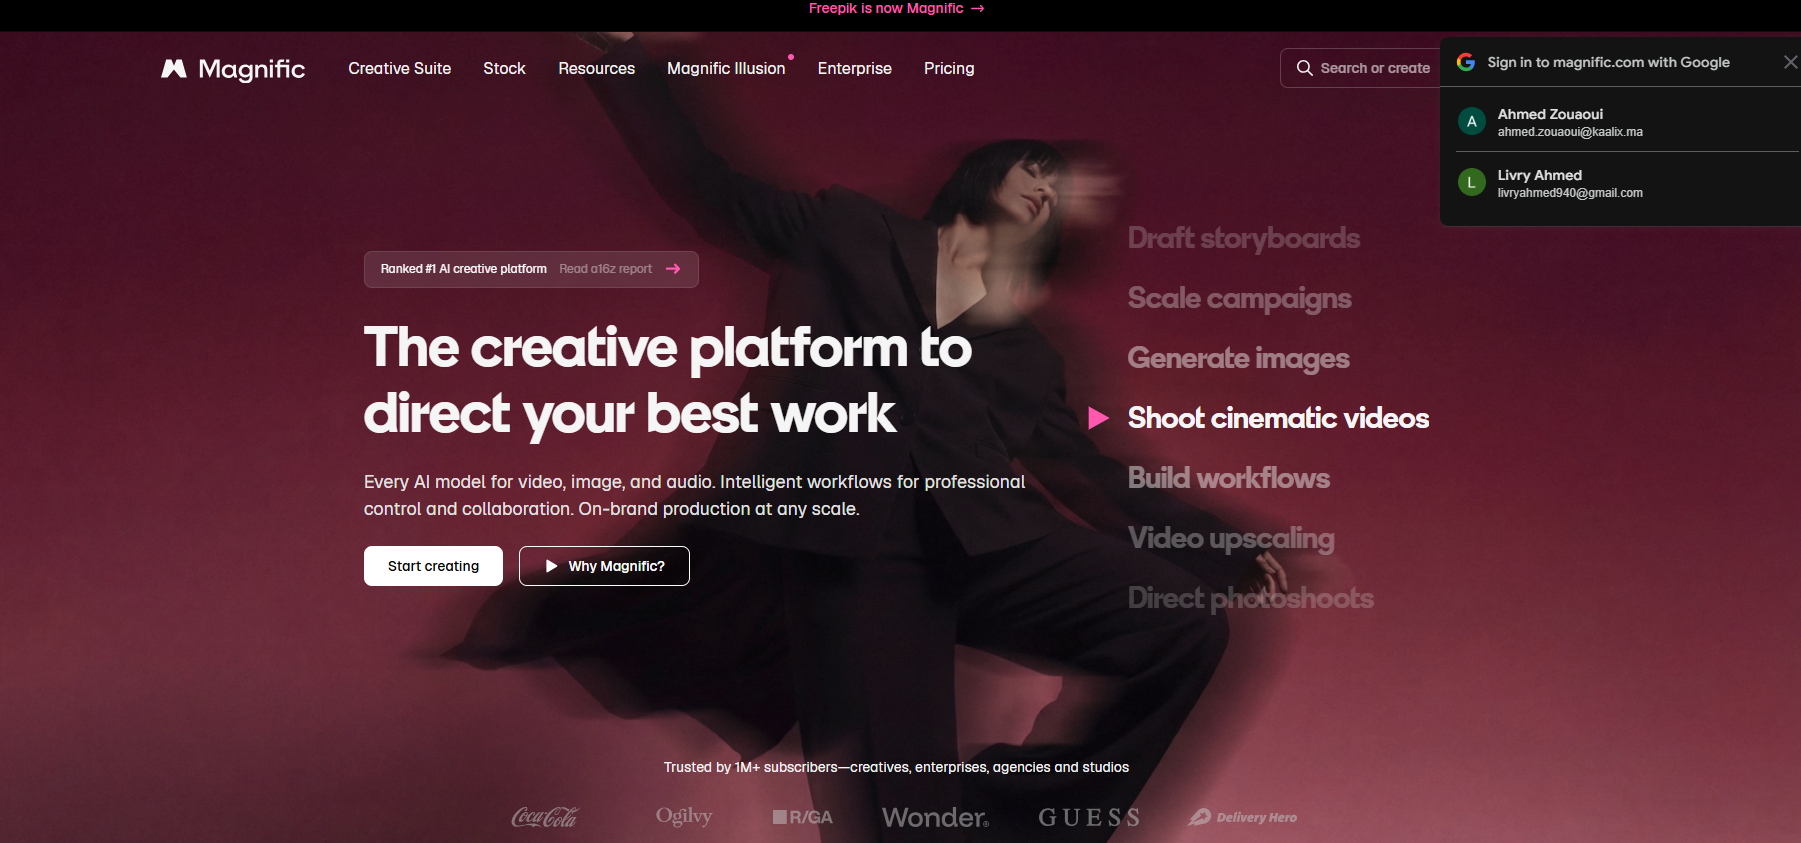 Freepik is now Magnific →
Magnific
Creative Suite
Stock
Resources
Magnific Illusion
Enterprise
Pricing
Search or create
Sign in to magnific.com with Google
A
Ahmed Zouaoui
ahmed.zouaoui@kaalix.ma
L
Livry Ahmed
livryahmed940@gmail.com
Ranked #1 AI creative platform Read a16z report →
The creative platform to
direct your best work
Every AI model for video, image, and audio. Intelligent workflows for professional
control and collaboration. On-brand production at any scale.
Start creating
Why Magnific?
Draft storyboards
Scale campaigns
Generate images
Shoot cinematic videos
Build workflows
Video upscaling
Direct photoshoots
Trusted by 1M+ subscribers—creatives, enterprises, agencies and studios
Coca-Cola
Ogilvy
R/GA
Wonder®
GUESS
Delivery Hero